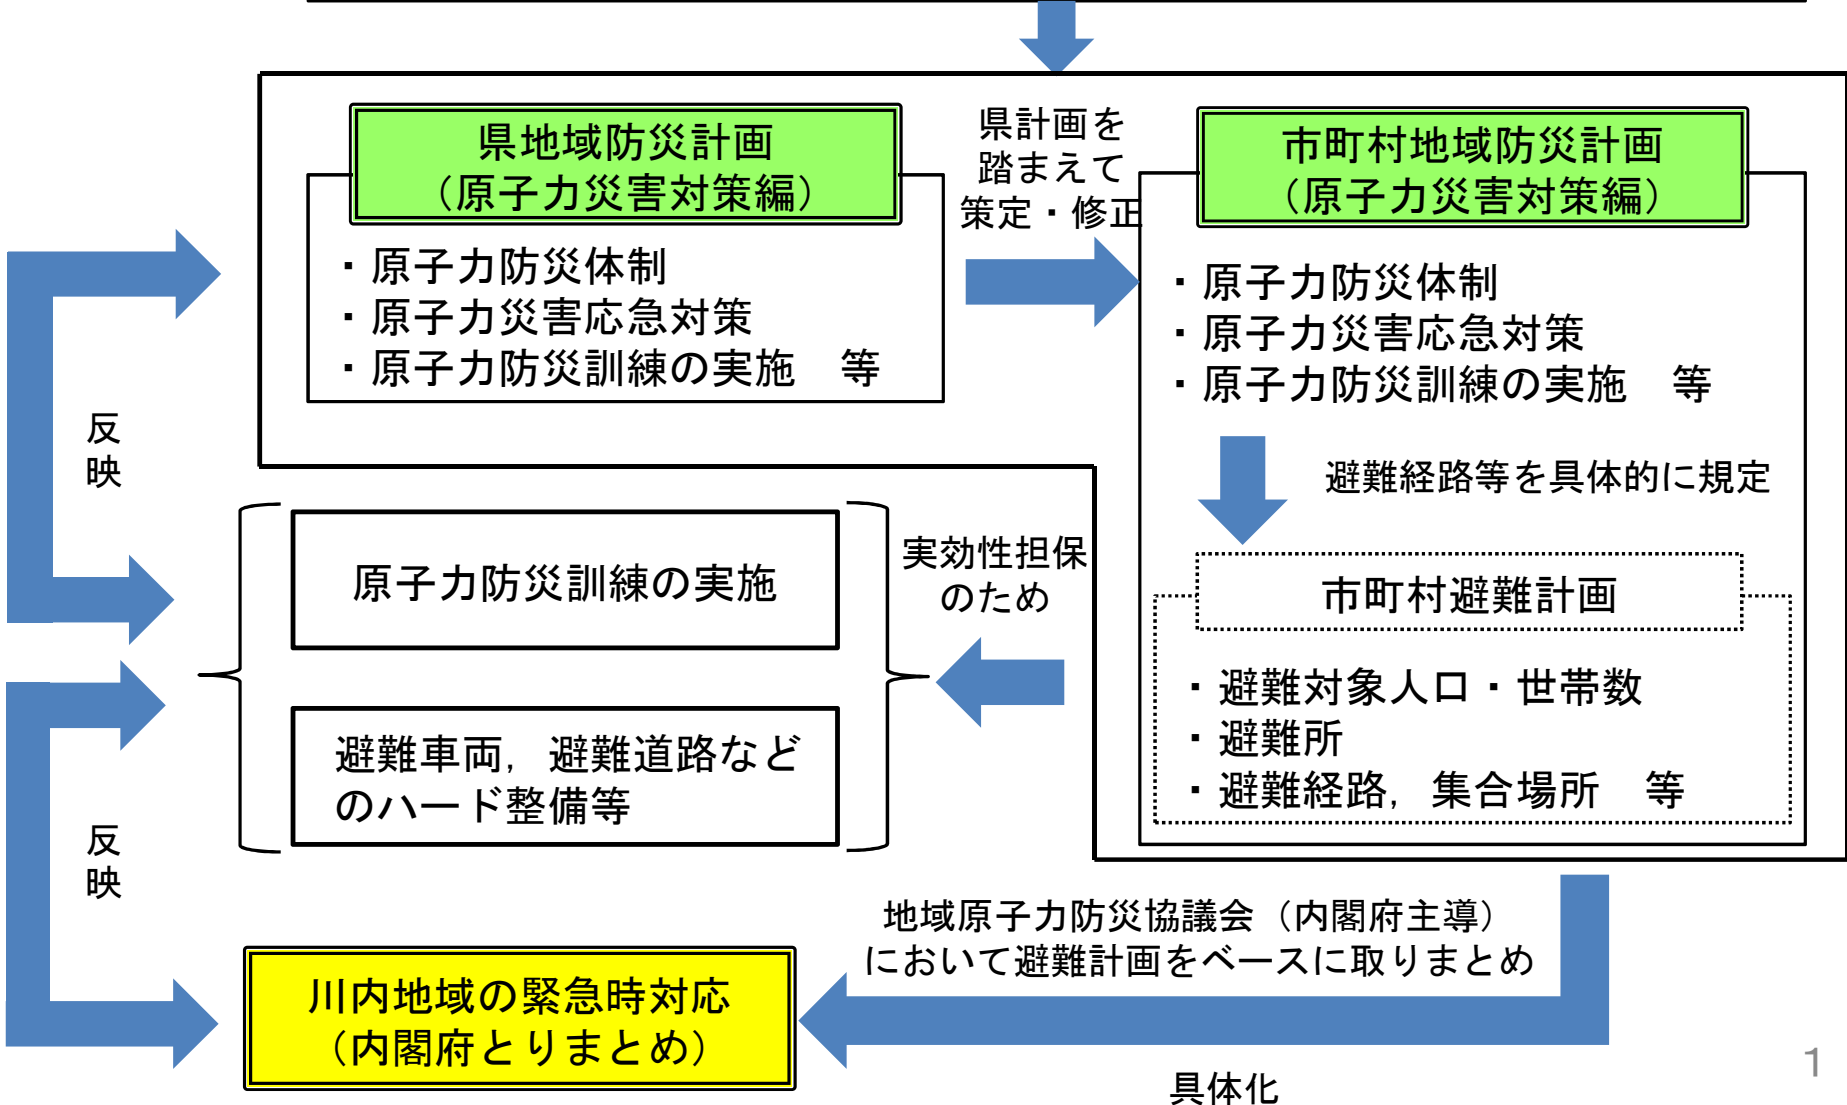 県地域防災計画
（原子力災害対策編）
・原子力防災体制
・原子力災害応急対策
・原子力防災訓練の実施　等
県計画を
踏まえて
策定・修正
市町村地域防災計画
（原子力災害対策編）
・原子力防災体制
・原子力災害応急対策
・原子力防災訓練の実施　等
避難経路等を具体的に規定
市町村避難計画
・避難対象人口・世帯数
・避難所
・避難経路，集合場所　等
実効性担保
のため
原子力防災訓練の実施
避難車両，避難道路など
のハード整備等
反
映
反
映
地域原子力防災協議会（内閣府主導）
において避難計画をベースに取りまとめ
川内地域の緊急時対応
（内閣府とりまとめ）
具体化
1